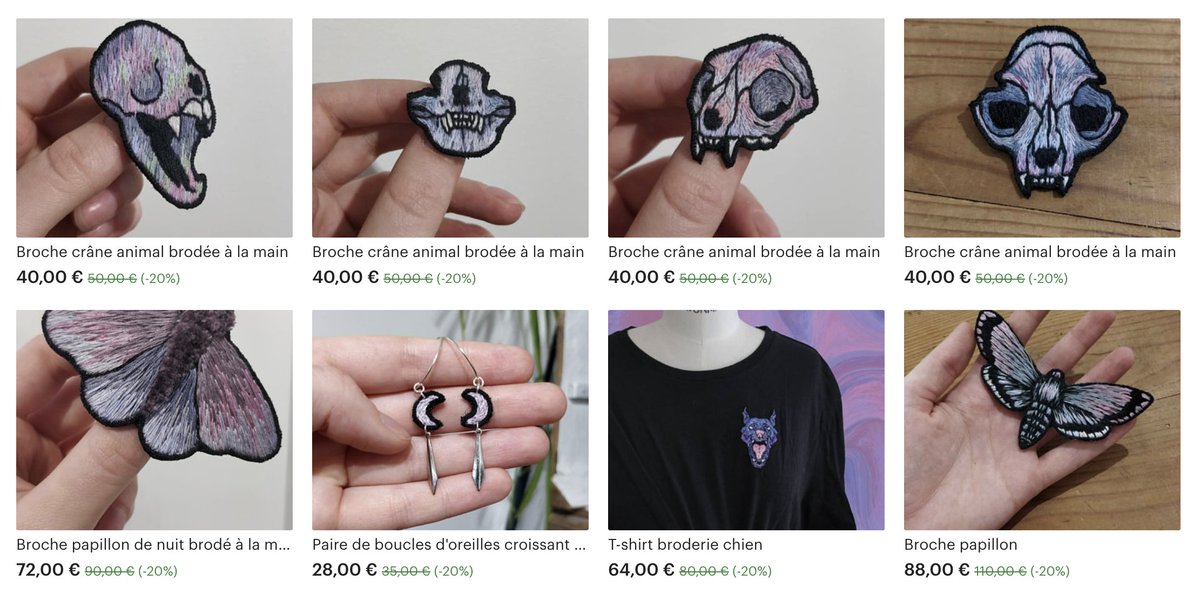 Broche crâne animal brodée à la main
40,00 € 50,00 € (-20%)
Broche crâne animal brodée à la main
40,00 € 50,00 € (-20%)
Broche crâne animal brodée à la main
40,00 € 50,00 € (-20%)
Broche crâne animal brodée à la main
40,00 € 50,00 € (-20%)
Broche papillon de nuit brodé à la m...
72,00 € 90,00 € (-20%)
Paire de boucles d'oreilles croissant ...
28,00 € 35,00 € (-20%)
T-shirt broderie chien
64,00 € 80,00 € (-20%)
Broche papillon
88,00 € 110,00 € (-20%)